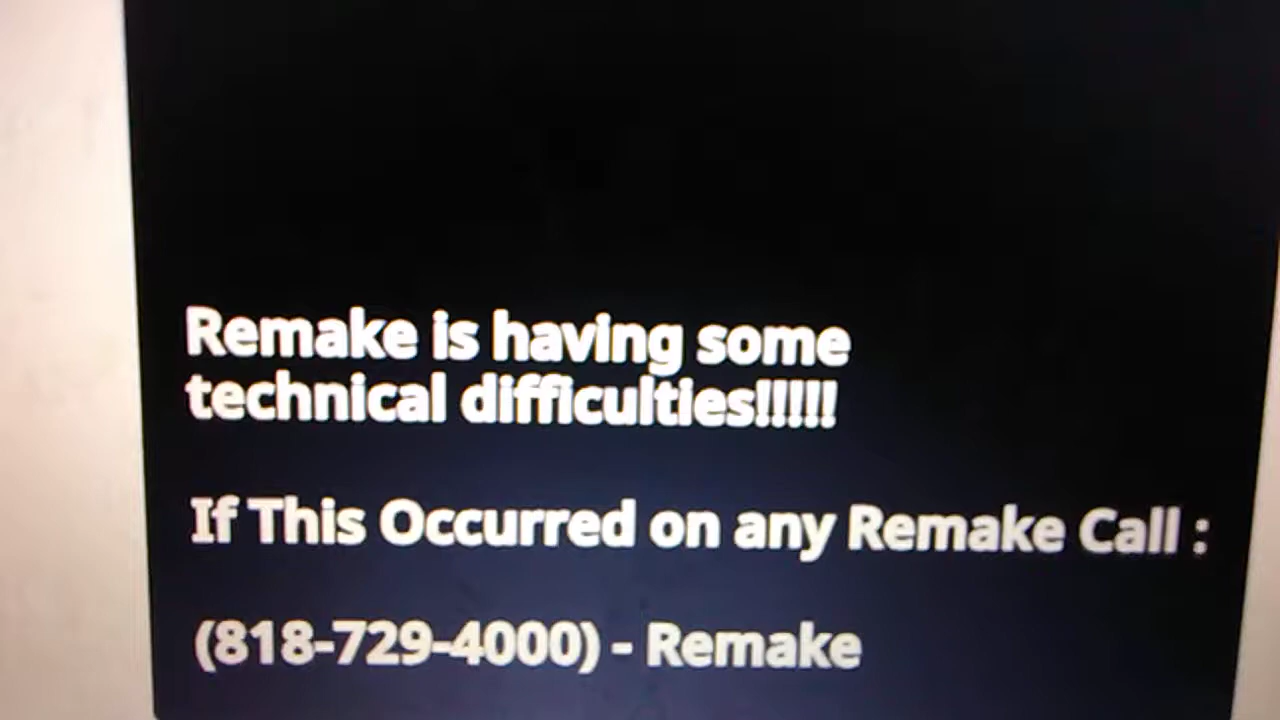 Remake is having some
technical difficulties!!!!!
If This Occurred on any Remake Call :
(818-729-4000) - Remake